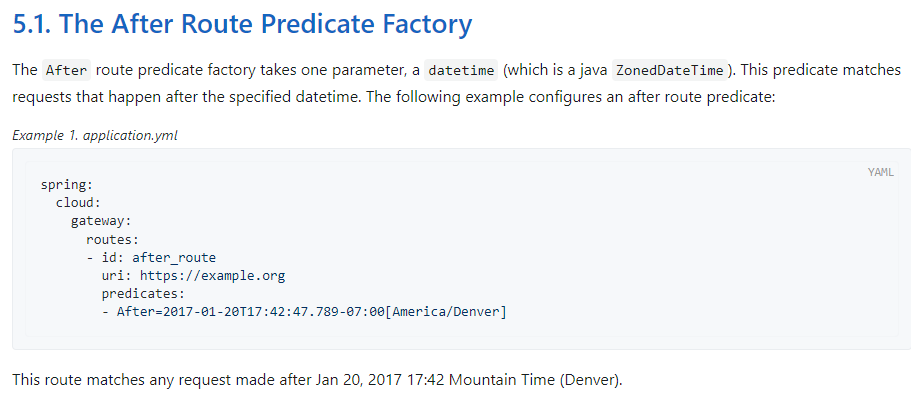 5.1. The After Route Predicate Factory
The After route predicate factory takes one parameter, a datetime (which is a java ZonedDateTime). This predicate matches
requests that happen after the specified datetime. The following example configures an after route predicate:
Example 1. application.yml
YAML
spring:
  cloud:
    gateway:
      routes:
      - id: after_route
        uri: https://example.org
        predicates:
        - After=2017-01-20T17:42:47.789-07:00[America/Denver]
This route matches any request made after Jan 20, 2017 17:42 Mountain Time (Denver).